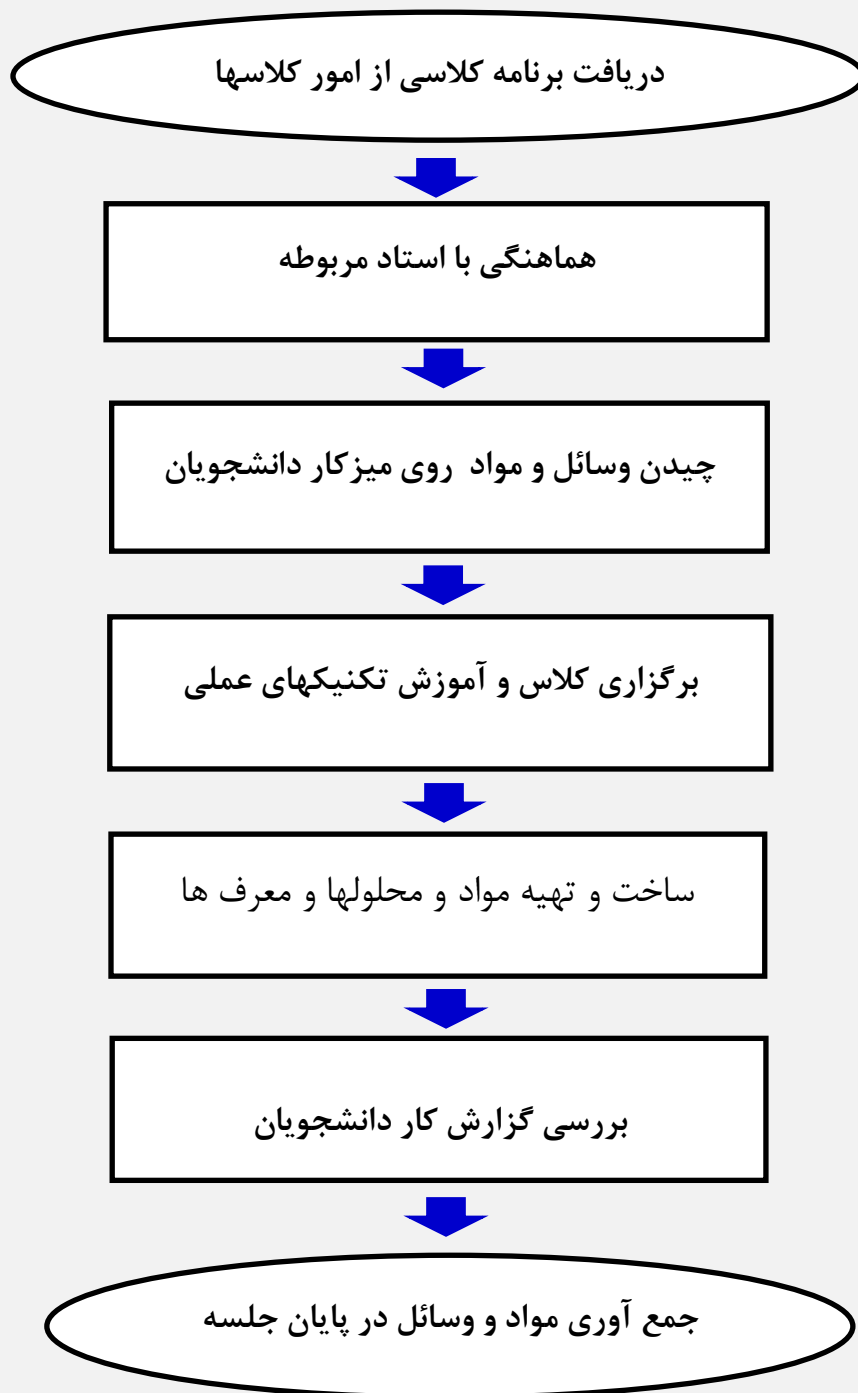 دریافت برنامه کلاسی از امور کلاسها
هماهنگی با استاد مربوطه
چیدن وسائل و مواد روی میزکار دانشجویان
برگزاری کلاس و آموزش تکنیکهای عملی
ساخت و تهیه مواد و محلولها و معرف ها
بررسی گزارش کار دانشجویان
جمع آوری مواد و وسائل در پایان جلسه